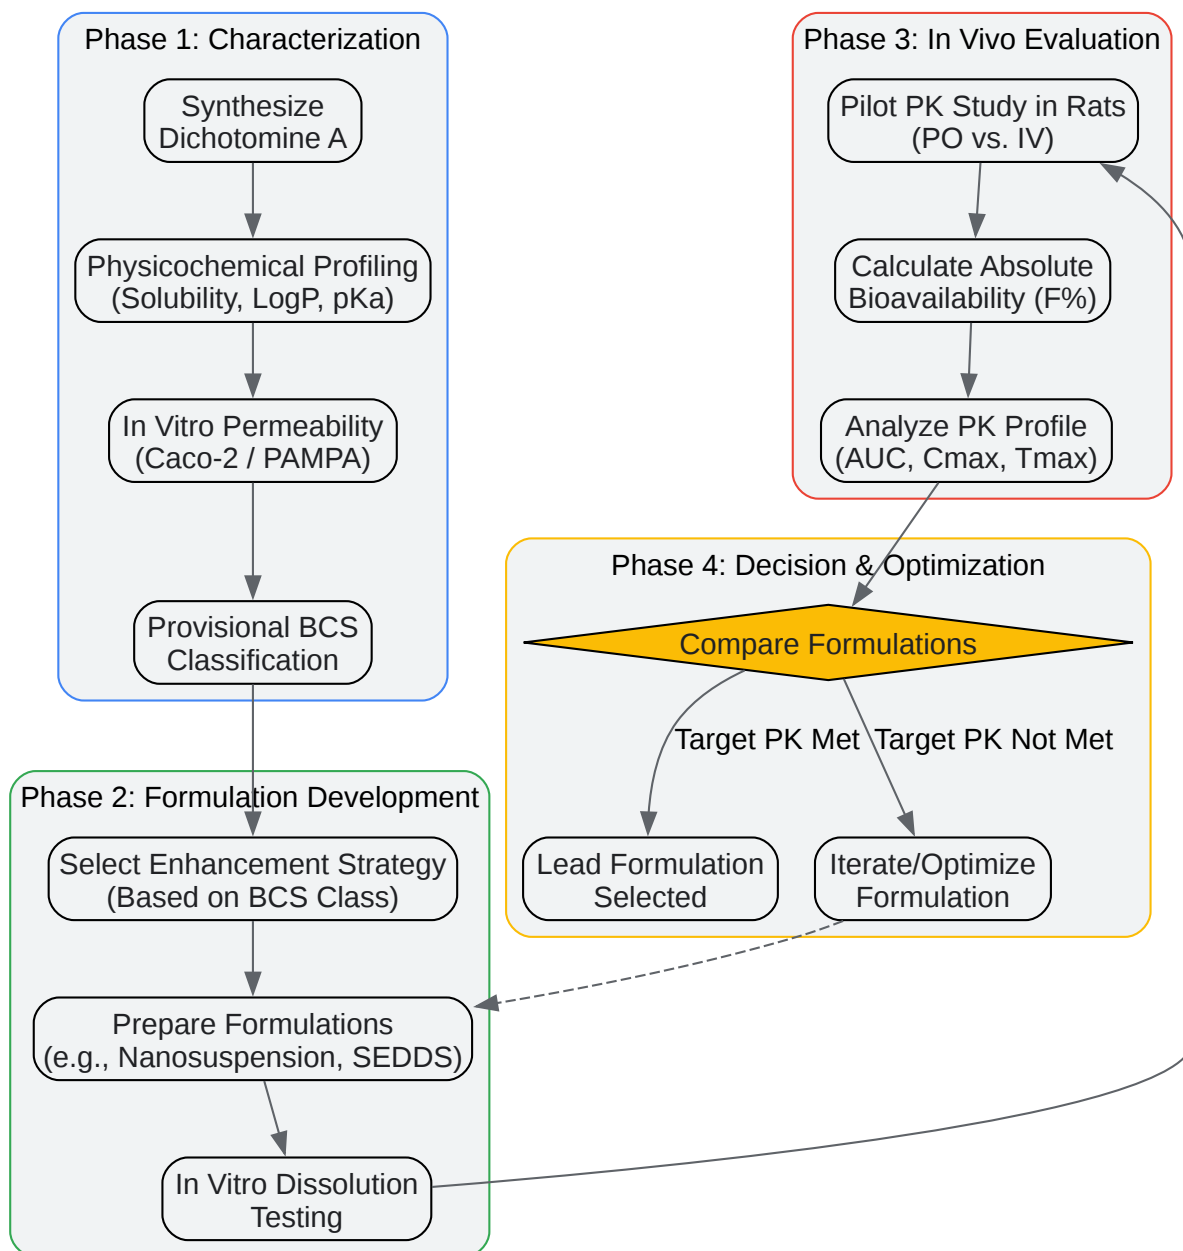 Phase 1: Characterization
Synthesize
Dichotomine A
Physicochemical Profiling
(Solubility, LogP, pKa)
In Vitro Permeability
(Caco-2 / PAMPA)
Provisional BCS
Classification
Phase 2: Formulation Development
Select Enhancement Strategy
(Based on BCS Class)
Prepare Formulations
(e.g., Nanosuspension, SEDDS)
In Vitro Dissolution
Testing
Phase 3: In Vivo Evaluation
Pilot PK Study in Rats
(PO vs. IV)
Calculate Absolute
Bioavailability (F%)
Analyze PK Profile
(AUC, Cmax, Tmax)
Phase 4: Decision & Optimization
Compare Formulations
Target PK Met
Target PK Not Met
Lead Formulation
Selected
Iterate/Optimize
Formulation